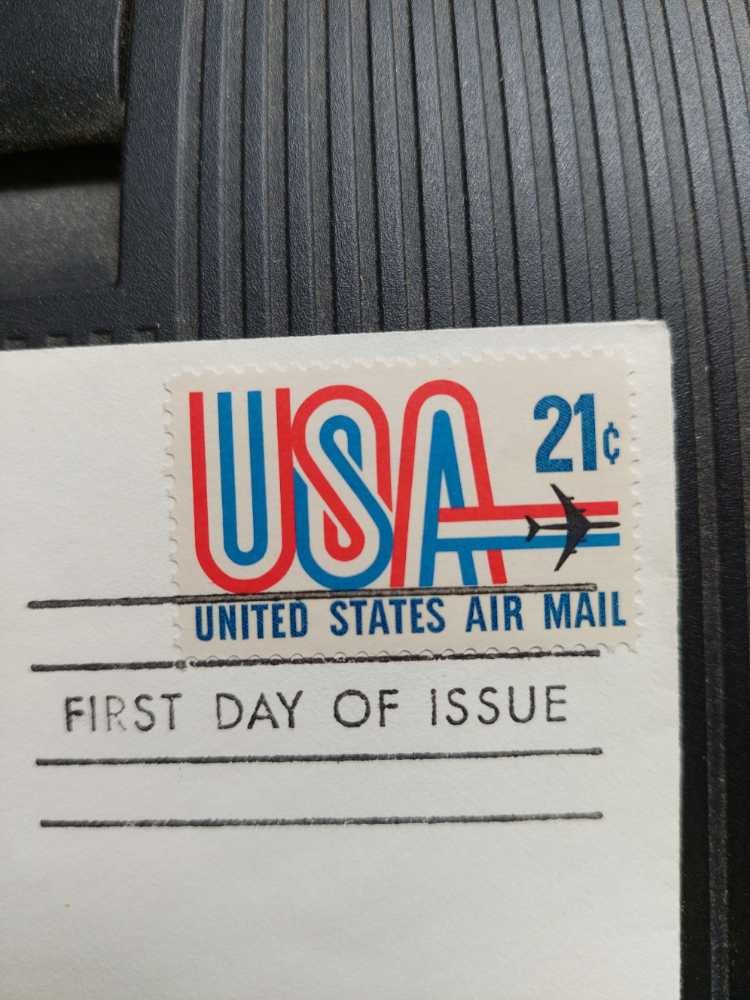 USA
21¢
UNITED STATES AIR MAIL
FIRST DAY OF ISSUE